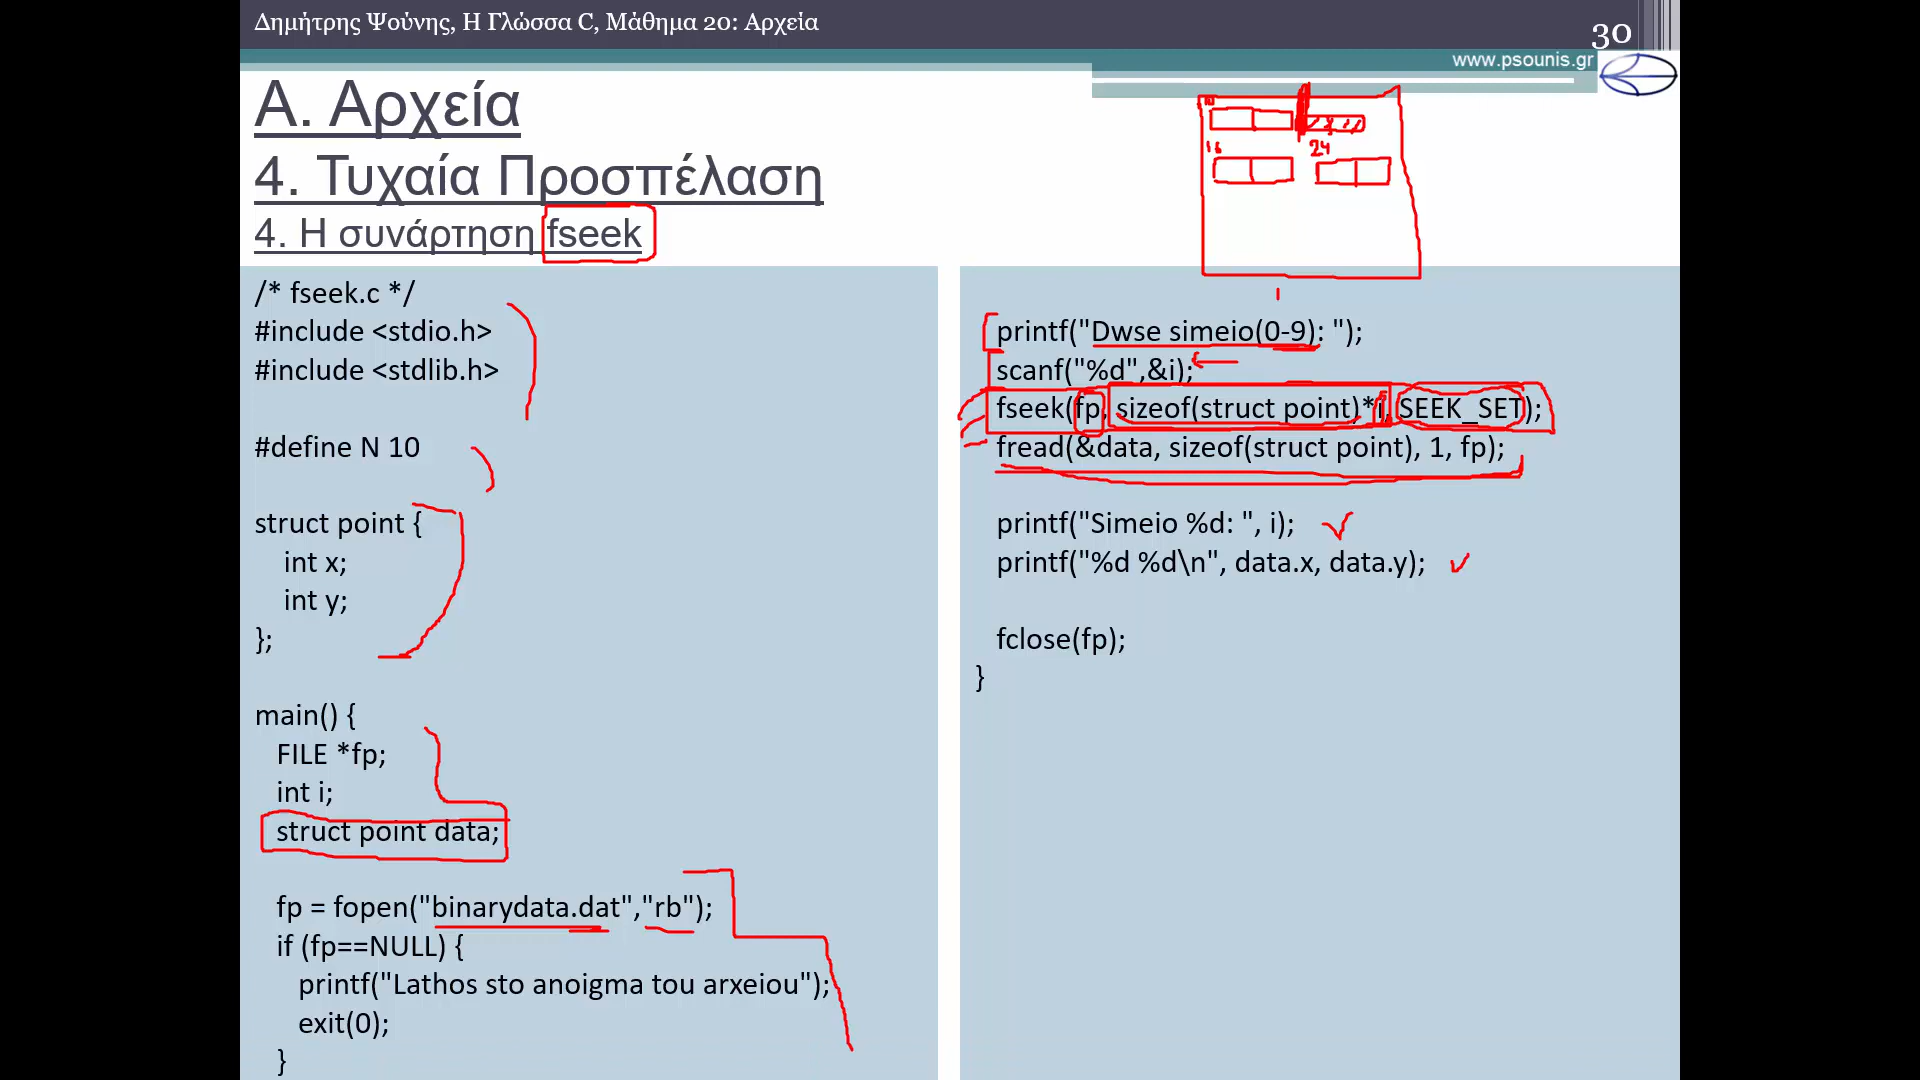 Δημήτρης Ψούνης, Η Γλώσσα C, Μάθημα 20: Αρχεία
30
www.psounis.gr
Α. Αρχεία
4. Τυχαία Προσπέλαση
4. Η συνάρτηση fseek
16
24
/* fseek.c */
#include <stdio.h>
#include <stdlib.h>
#define N 10
struct point {
int x;
int y;
};
main() {
FILE *fp;
int i;
struct point data;
fp = fopen("binarydata.dat","rb");
if (fp==NULL) {
printf("Lathos sto anoigma tou arxeiou");
exit(0);
}
printf("Dwse simeio(0-9): ");
scanf("%d",&i);
fseek(fp, sizeof(struct point)*i, SEEK_SET);
fread(&data, sizeof(struct point), 1, fp);
printf("Simeio %d: ", i);
printf("%d %d\n", data.x, data.y);
fclose(fp);
}